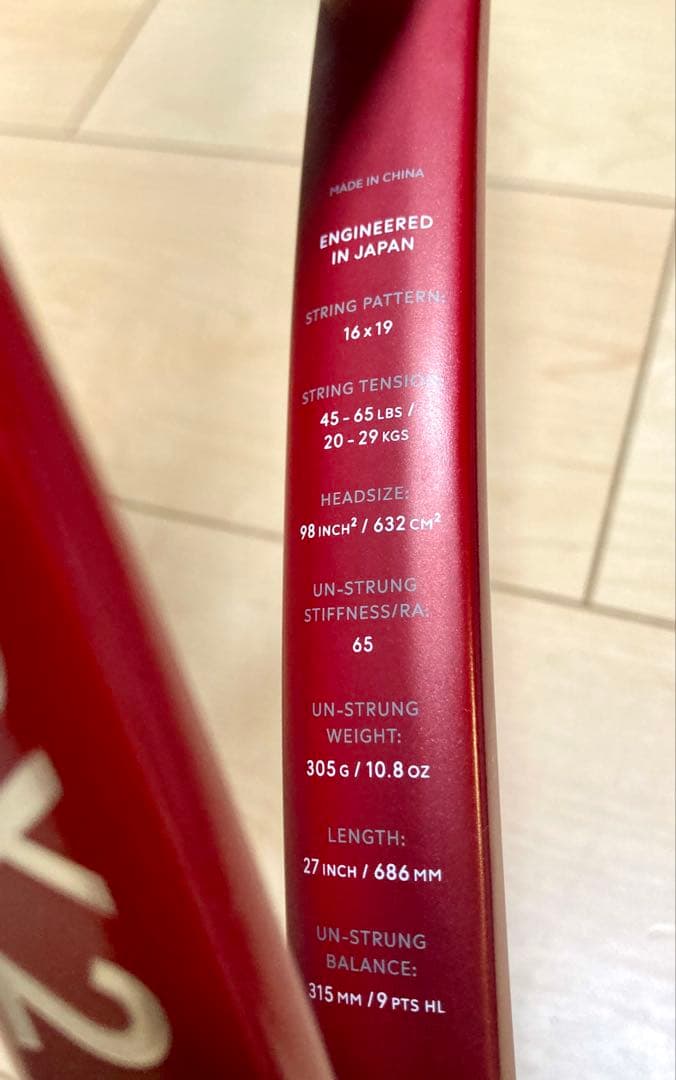 MADE IN CHINA
ENGINEERED
IN JAPAN
STRING PATTERN:
16 x 19
STRING TENSION:
45 - 65 LBS /
20 - 29 KGS
HEADSIZE:
98 INCH² / 632 CM²
UN-STRUNG
STIFFNESS/RA:
65
UN-STRUNG
WEIGHT:
305 G / 10.8 OZ
LENGTH:
27 INCH / 686 MM
UN-STRUNG
BALANCE:
315 MM / 9 PTS HL
Y2